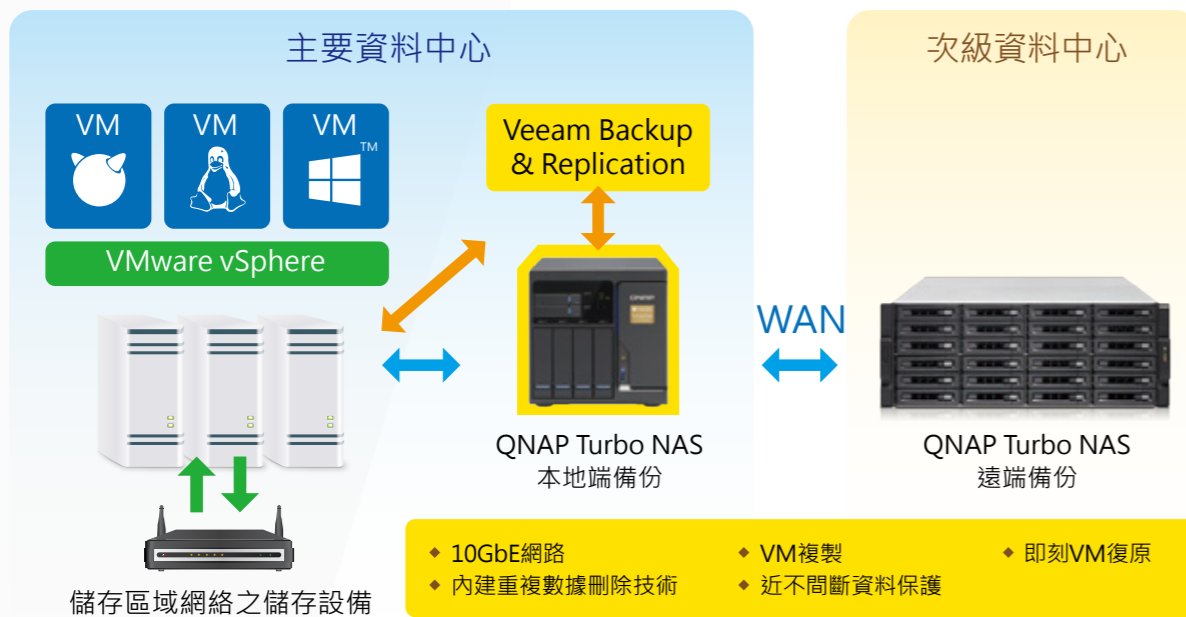 主要資料中心
次級資料中心
VM
VM
VM
TM
Veeam Backup
& Replication
VMware vSphere
QNAP
WAN
QNAP Turbo NAS
本地端備份
QNAP Turbo NAS
遠端備份
儲存區域網絡之儲存設備
◆ 10GbE網路
◆ VM複製
◆ 即刻VM復原
◆ 內建重複數據刪除技術
◆ 近不間斷資料保護